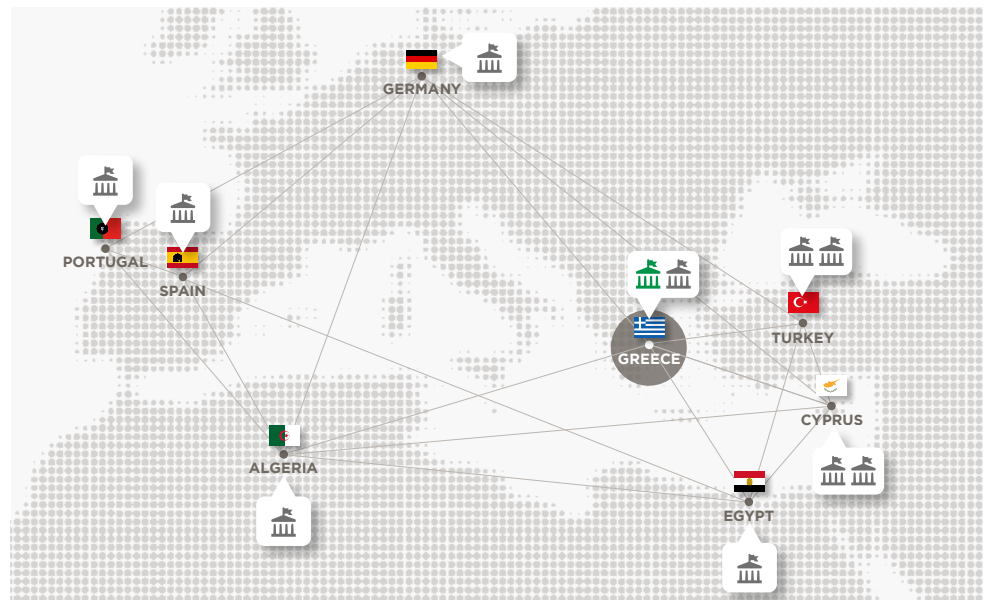 GERMANY
PORTUGAL
SPAIN
GREECE
TURKEY
CYPRUS
ALGERIA
EGYPT